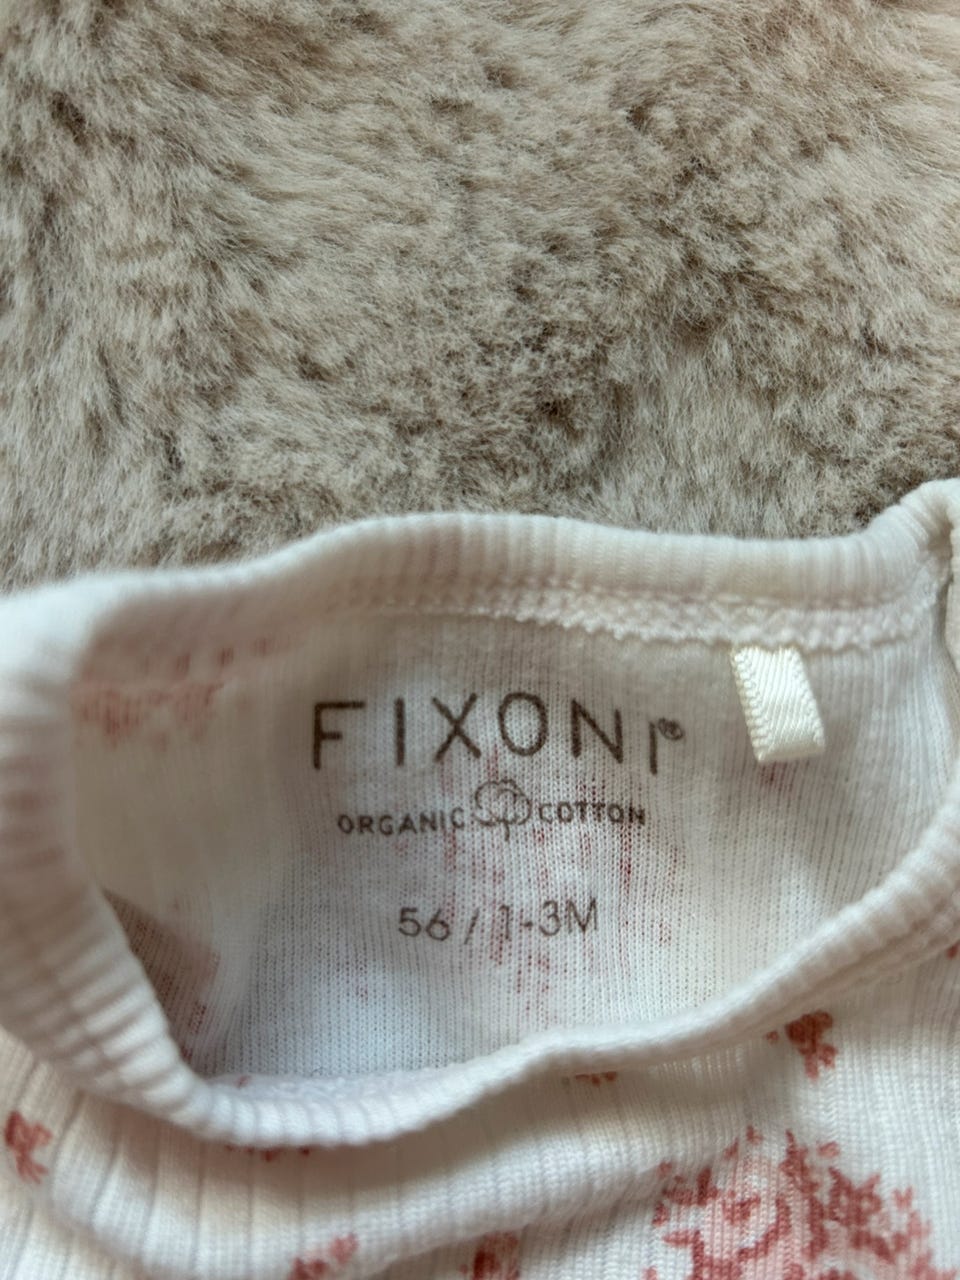 FIXONI®
ORGANIC COTTON
56 / 1-3M